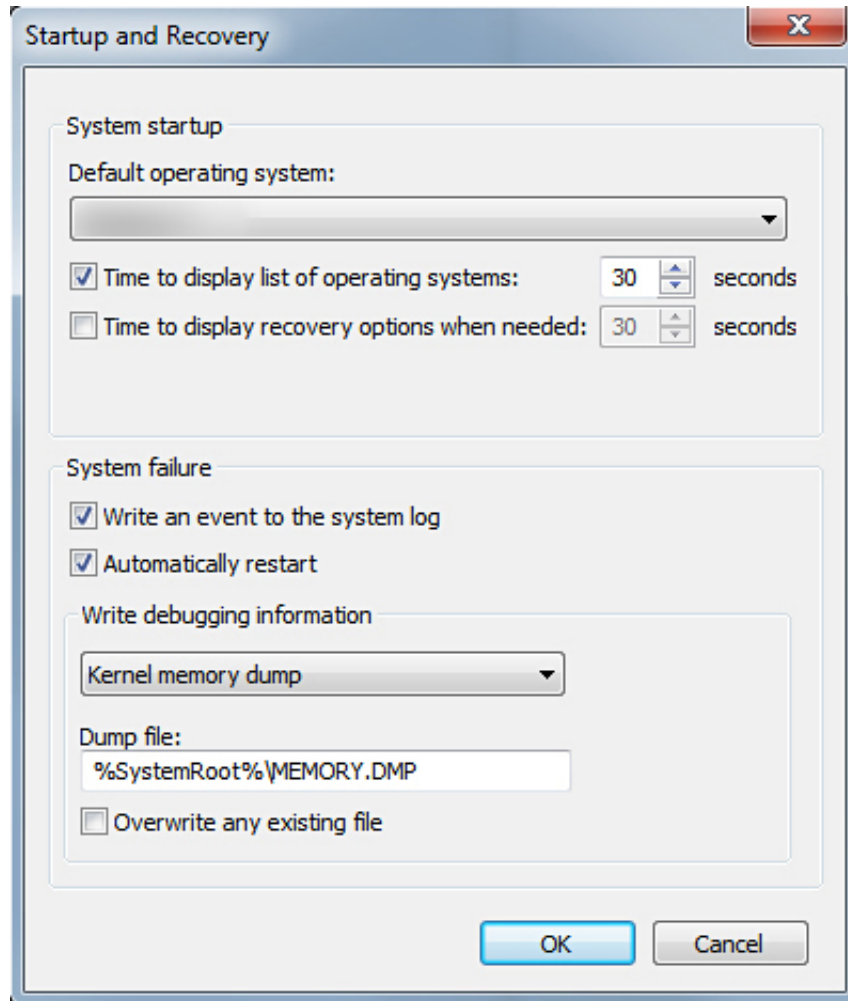 Startup and Recovery
System startup
Default operating system:
Time to display list of operating systems: 30 seconds
Time to display recovery options when needed: 30 seconds
System failure
Write an event to the system log
Automatically restart
Write debugging information
Kernel memory dump
Dump file:
%SystemRoot%\MEMORY.DMP
Overwrite any existing file
OK Cancel